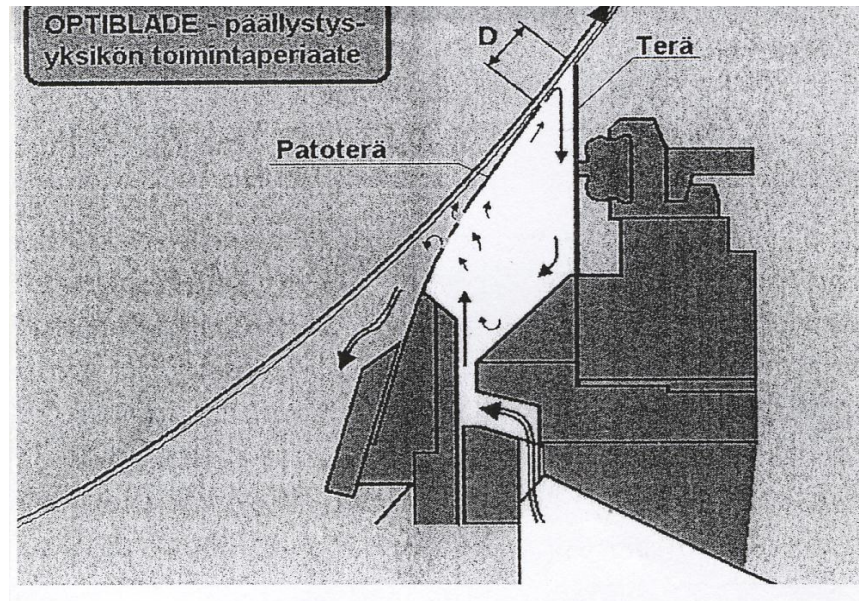 OPTIBLADE - päällystys-
yksikön toimintaperiaate
D
Terä
Patoterä